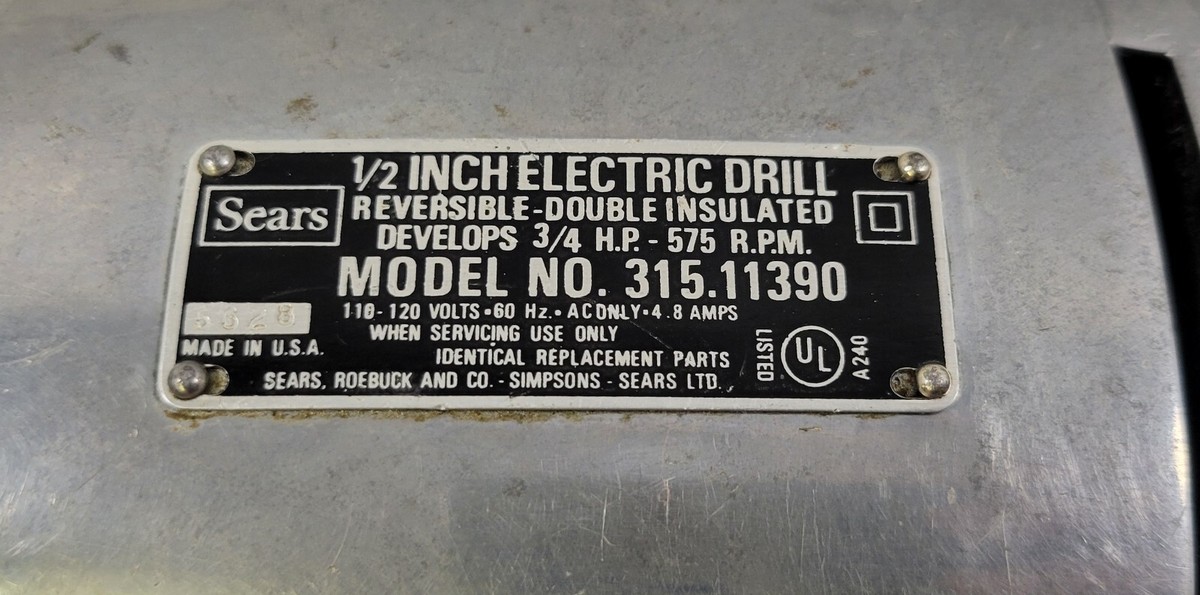 1/2 INCH ELECTRIC DRILL
Sears
REVERSIBLE-DOUBLE INSULATED
DEVELOPS 3/4 H.P. - 575 R.P.M.
MODEL NO. 315.11390
110-120 VOLTS • 60 Hz. • AC ONLY • 4.8 AMPS
WHEN SERVICING USE ONLY
MADE IN U.S.A.
IDENTICAL REPLACEMENT PARTS
SEARS, ROEBUCK AND CO. - SIMPSONS - SEARS LTD.
LISTED
UL
A240